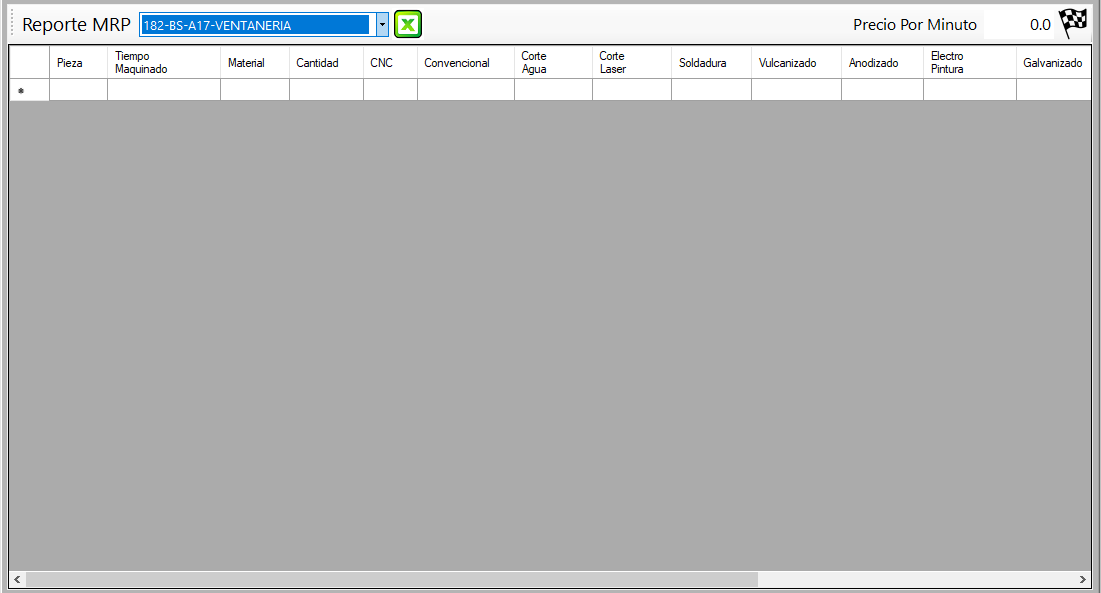 Reporte MRP 182-BS-A17-VENTANERIA Precio Por Minuto 0.0
Pieza Tiempo Maquinado Material Cantidad CNC Convencional Corte Agua Corte Laser Soldadura Vulcanizado Anodizado Electro Pintura Galvanizado